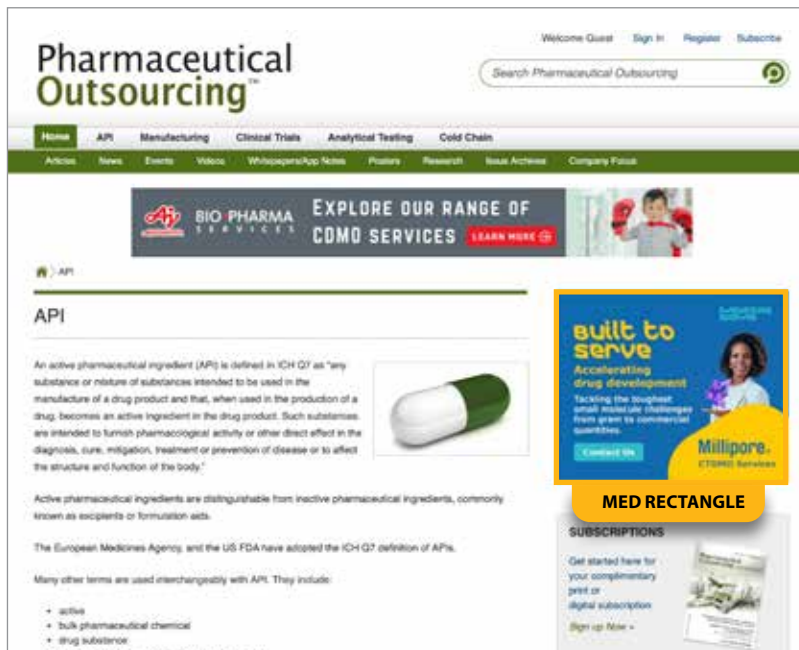 Welcome Guest Sign In Register Subscribe
Pharmaceutical
Outsourcing™
Search Pharmaceutical Outsourcing
Home API Manufacturing Clinical Trials Analytical Testing Cold Chain
Articles News Events Videos Whitepapers/App Notes Posters Research Issue Archives Company Focus
BIO PHARMA
SERVICES
EXPLORE OUR RANGE OF
CDMO SERVICES LEARN MORE
API
API
An active pharmaceutical ingredient (API) is defined in ICH Q7 as "any
substance or mixture of substances intended to be used in the
manufacture of a drug product and that, when used in the production of a
drug, becomes an active ingredient in the drug product. Such substances
are intended to furnish pharmacological activity or other direct effect in the
diagnosis, cure, mitigation, treatment or prevention of disease or to affect
the structure and function of the body."
Active pharmaceutical ingredients are distinguishable from inactive pharmaceutical ingredients, commonly
known as excipients or formulation aids.
The European Medicines Agency, and the US FDA have adopted the ICH Q7 definition of APIs.
Many other terms are used interchangeably with API. They include:
• active
• bulk pharmaceutical chemical
• drug substance
Built to
serve
Accelerating
drug development
Tackling the toughest
small molecule challenges
from gram to commercial
quantities.
Contact Us
Millipore®
CTDMO Services
MED RECTANGLE
SUBSCRIPTIONS
Get started here for
your complimentary
print or
digital subscription
Sign up Now »
Pharmaceutical
Outsourcing